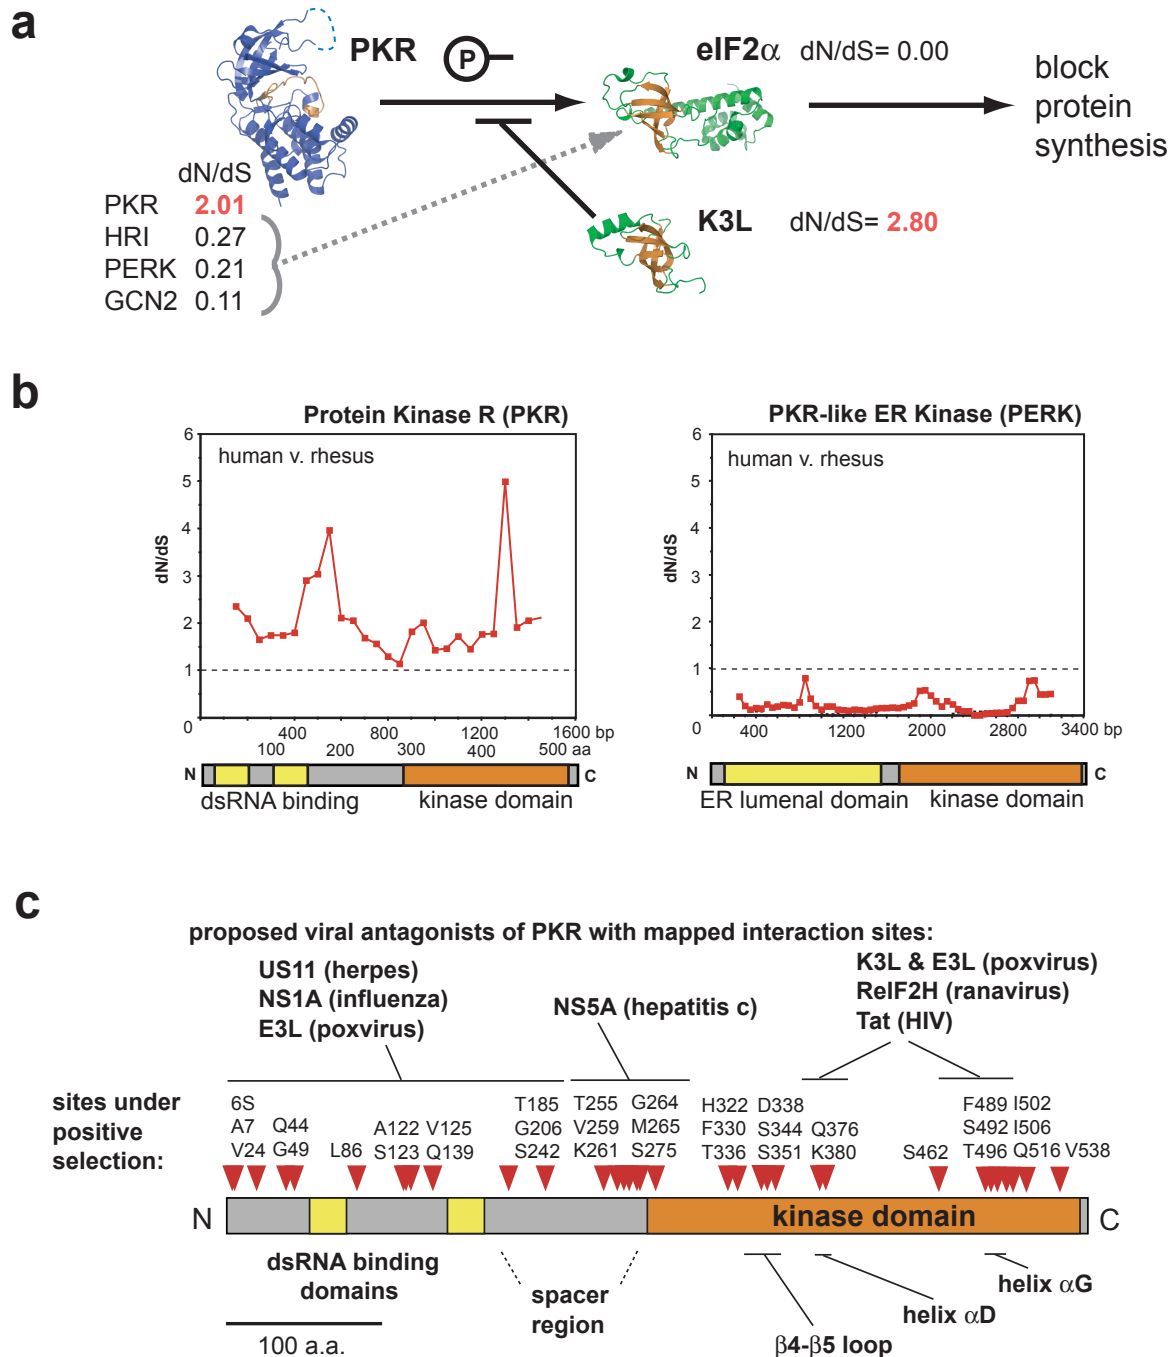 a
PKR
P
eIF2α dN/dS= 0.00
block
protein
synthesis
dN/dS
PKR 2.01
HRI 0.27
PERK 0.21
GCN2 0.11
K3L dN/dS= 2.80
b
Protein Kinase R (PKR)
human v. rhesus
dN/dS
6
5
4
3
2
1
0
400 800 1200 1600 bp
100 200 300 400 500 aa
N C
dsRNA binding kinase domain
PKR-like ER Kinase (PERK)
human v. rhesus
dN/dS
6
5
4
3
2
1
0
400 1200 2000 2800 3400 bp
N C
ER lumenal domain kinase domain
c
proposed viral antagonists of PKR with mapped interaction sites:
US11 (herpes)
NS1A (influenza)
E3L (poxvirus)
NS5A (hepatitis c)
K3L & E3L (poxvirus)
ReIF2H (ranavirus)
Tat (HIV)
sites under
positive
selection:
6S T185 T255 G264 H322 D338 F489 I502
A7 Q44 A122 V125 G206 V259 M265 F330 S344 Q376 S492 I506
V24 G49 L86 S123 Q139 S242 K261 S275 T336 S351 K380 S462 T496 Q516 V538
N kinase domain C
dsRNA binding
domains
spacer
region
helix αG
helix αD
β4-β5 loop
100 a.a.